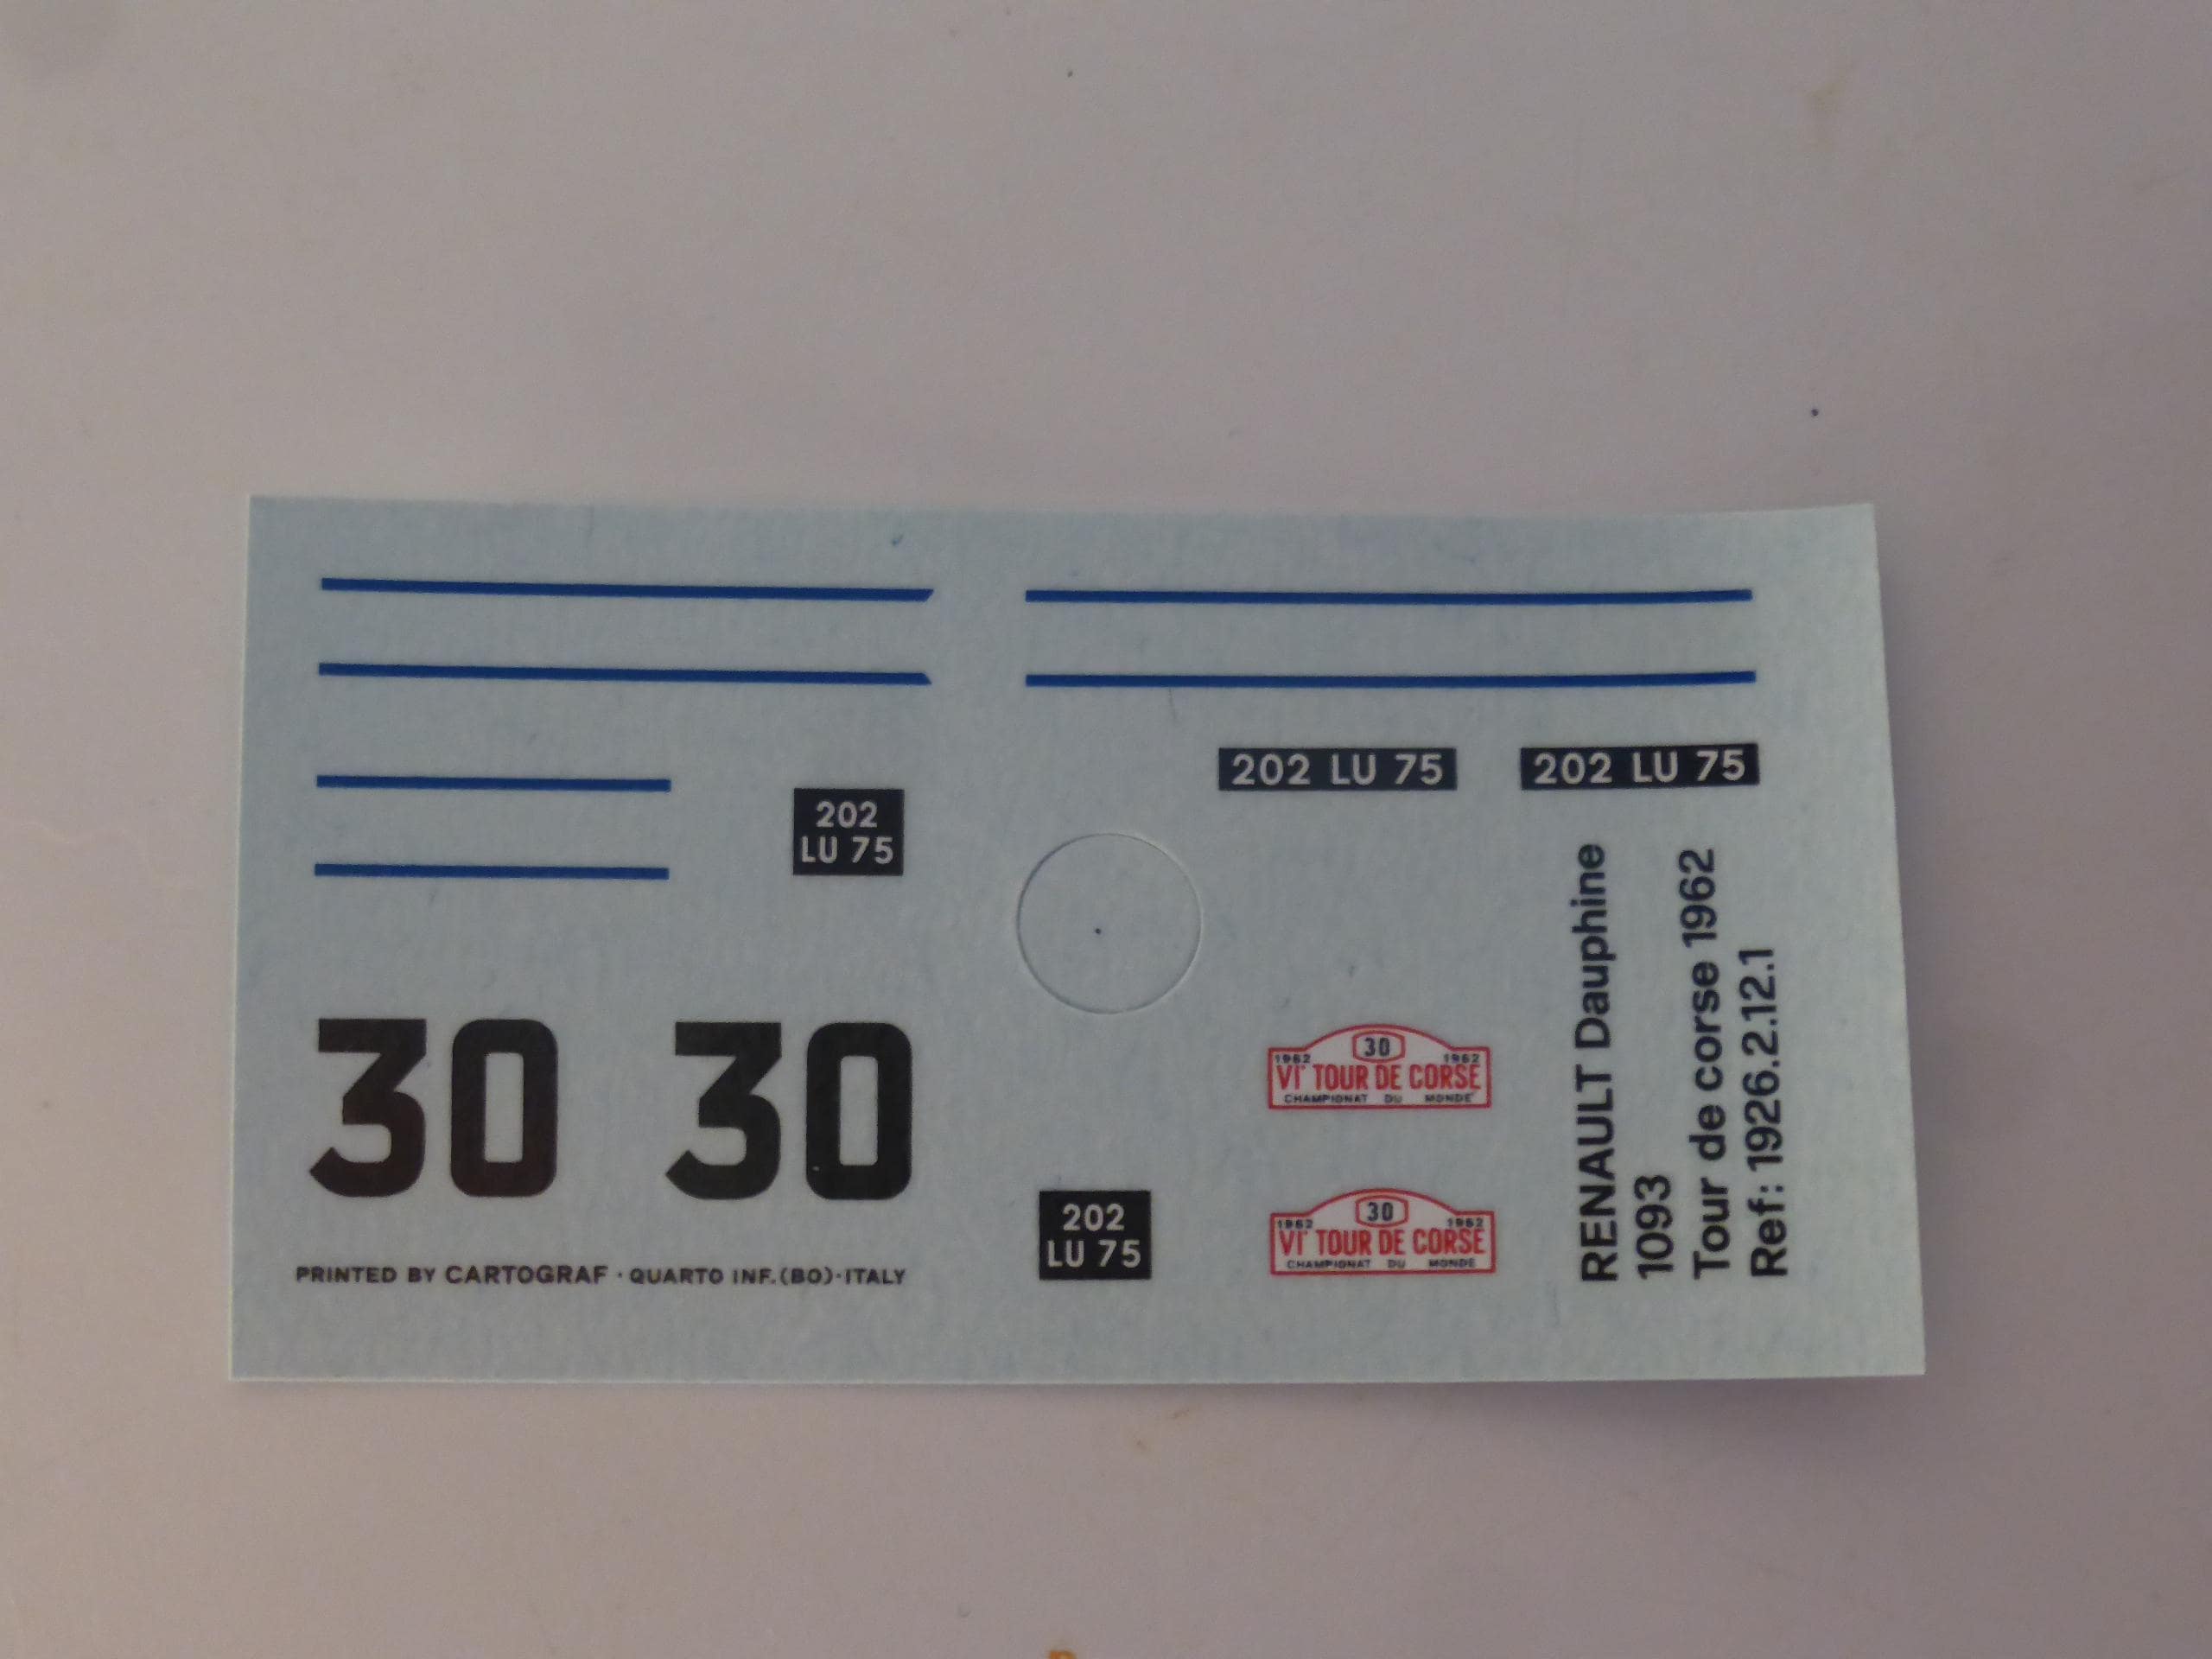 202 LU 75
202 LU 75
202
LU 75
30
30
30
1962
1962
VIe TOUR DE CORSE
CHAMPIONAT DU MONDE
202
LU 75
30
1962
1962
VIe TOUR DE CORSE
CHAMPIONAT DU MONDE
PRINTED BY CARTOGRAF · QUARTO INF.(BO)·ITALY
RENAULT Dauphine
1093
Tour de corse 1962
Ref: 1926.2.12.1